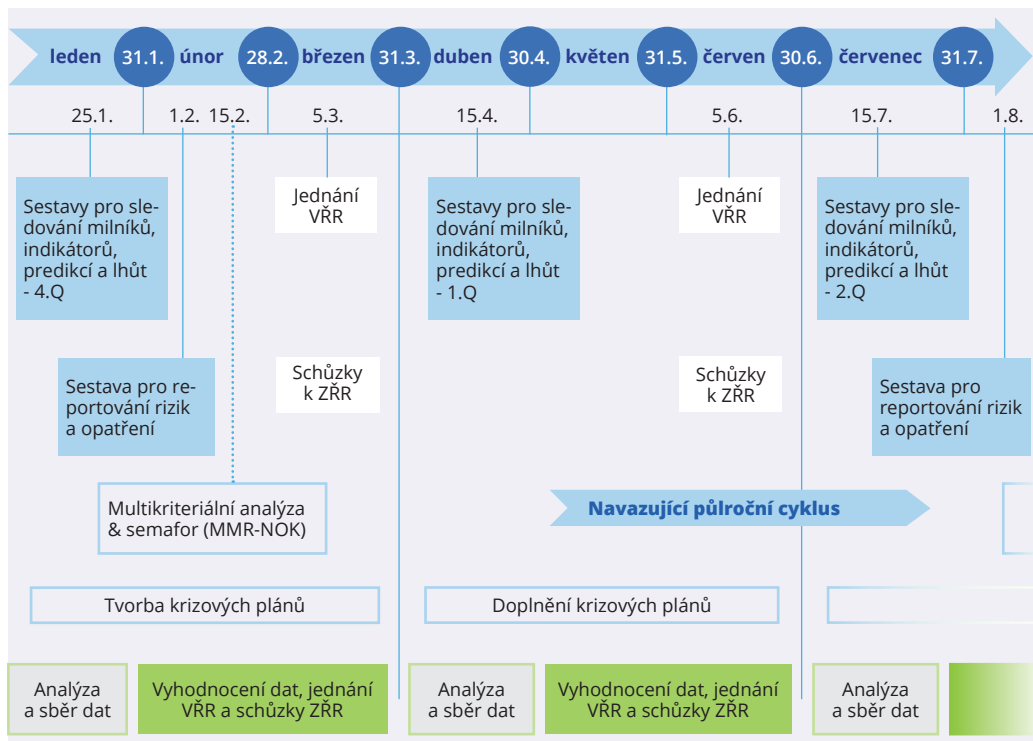 leden 31.1. únor 28.2. březen 31.3. duben 30.4. květen 31.5. červen 30.6. červenec 31.7.
25.1. 1.2. 15.2. 5.3. 15.4. 5.6. 15.7. 1.8.
Sestavy pro sle-
dování milníků,
indikátorů,
predikcí a lhůt
- 4.Q
Jednání
VŘR
Sestavy pro sle-
dování milníků,
indikátorů,
predikcí a lhůt
- 1.Q
Jednání
VŘR
Sestavy pro sle-
dování milníků,
indikátorů,
predikcí a lhůt
- 2.Q
Sestava pro re-
portování rizik
a opatření
Schůzky
k ZŘR
Schůzky
k ZŘR
Sestava pro
reportování rizik
a opatření
Multikriteriální analýza
& semafor (MMR-NOK)
Navazující půlroční cyklus
Tvorba krizových plánů
Doplnění krizových plánů
Analýza
a sběr dat
Vyhodnocení dat, jednání
VŘR a schůzky ZŘR
Analýza
a sběr dat
Vyhodnocení dat, jednání
VŘR a schůzky ZŘR
Analýza
a sběr dat